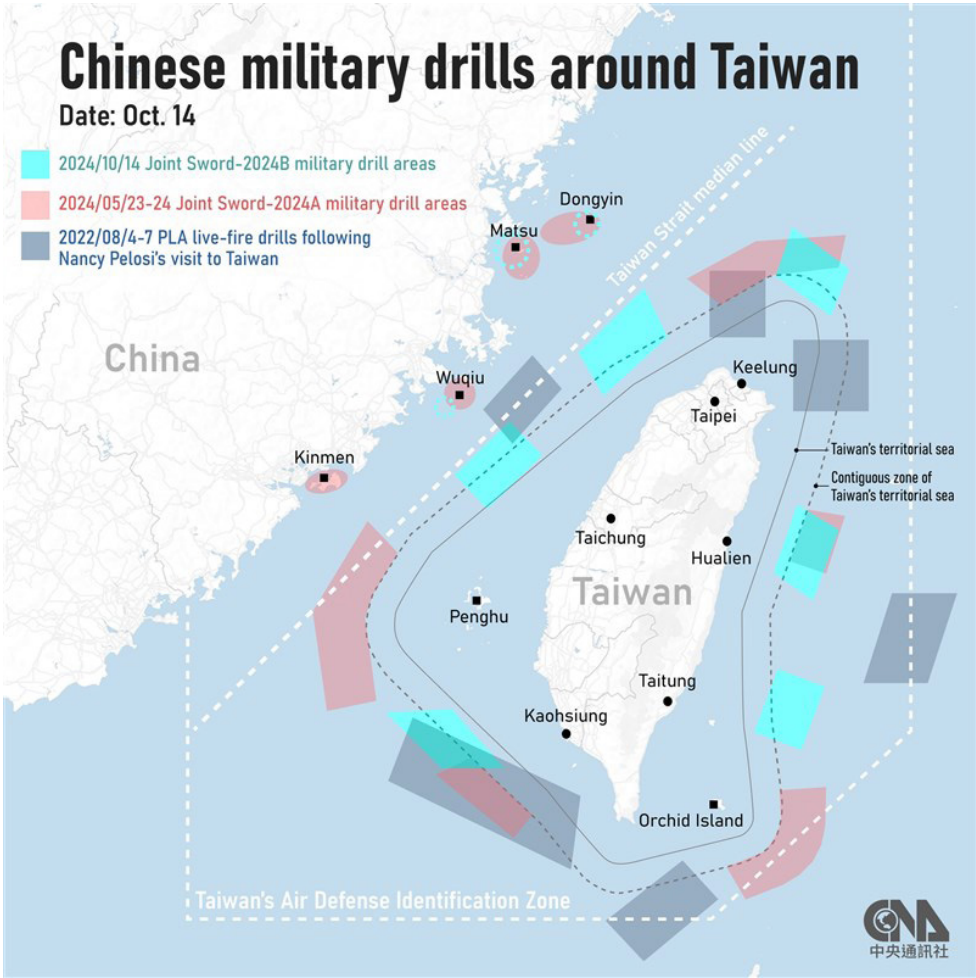 Chinese military drills around Taiwan
Date: Oct. 14
2024/10/14 Joint Sword-2024B military drill areas
2024/05/23-24 Joint Sword-2024A military drill areas
2022/08/4-7 PLA live-fire drills following
Nancy Pelosi's visit to Taiwan
Dongyin
Matsu
Taiwan Strait median line
China
Wuqiu
Keelung
Taipei
Kinmen
Taiwan's territorial sea
Contiguous zone of
Taiwan's territorial sea
Taichung
Hualien
Taiwan
Penghu
Taitung
Kaohsiung
Orchid Island
Taiwan's Air Defense Identification Zone
CNA
中央通訊社